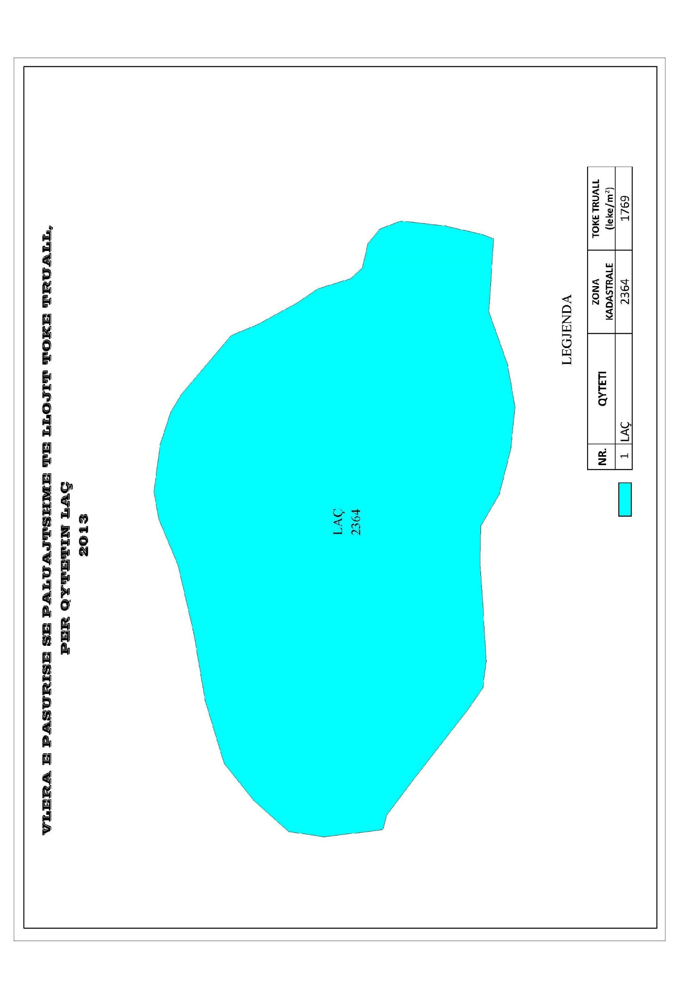 VLERA E PASURISE SE PALUAJTSHME TE LLOJIT TOKE TRUALL,
PER QYTETIN LAÇ
2013
LAÇ
2364
LEGJENDA
NR. QYTETI ZONA KADASTRALE TOKE TRUALL (leke/m²)
1 LAÇ 2364 1769